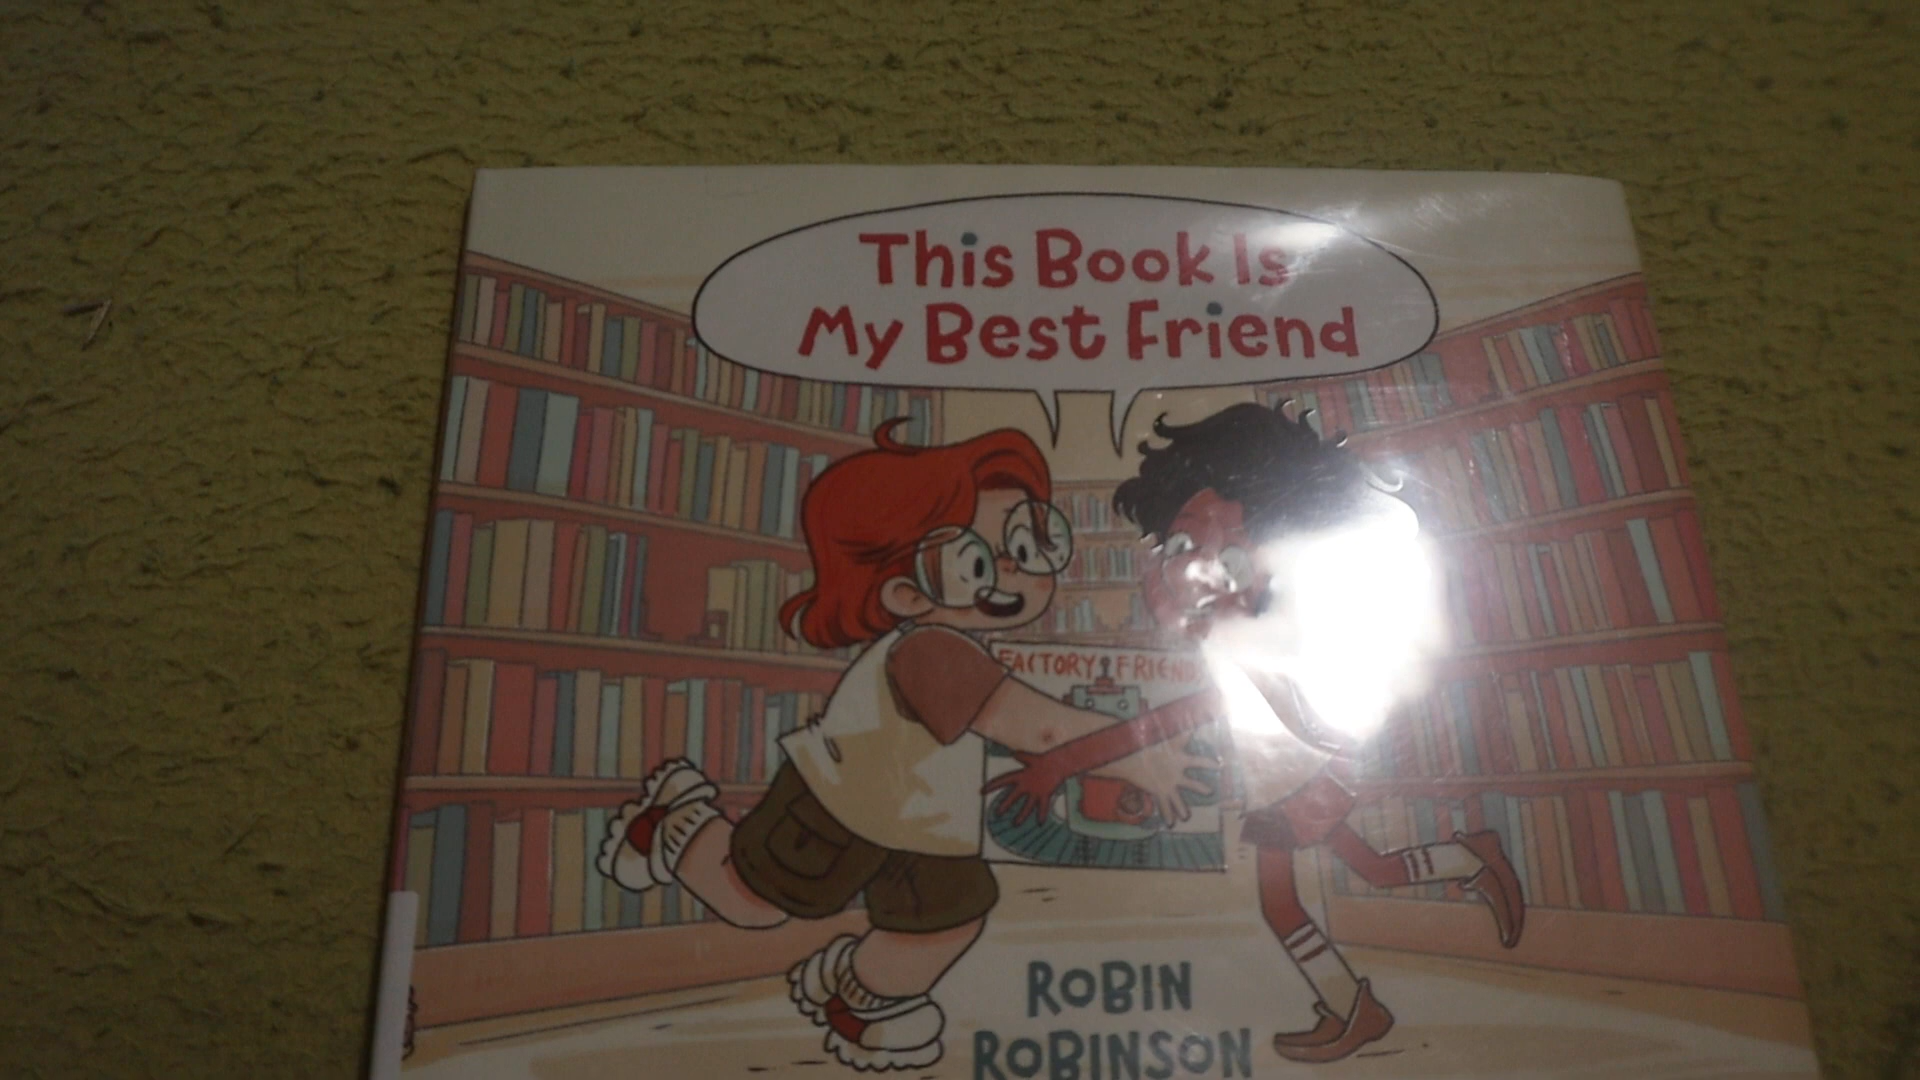 This Book Is
My Best Friend
FACTORY FRIENDS
ROBIN
ROBINSON